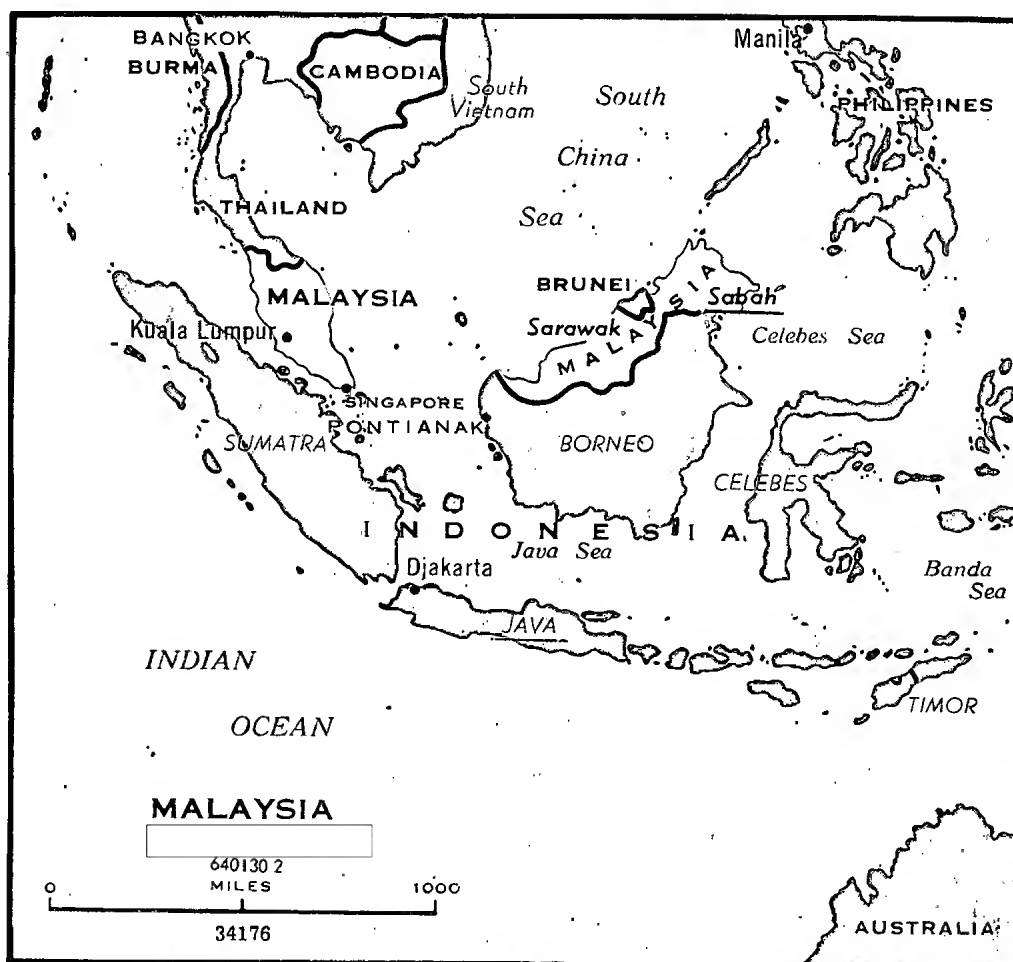 BANGKOK
BURMA
CAMBODIA
South
Vietnam
South
China
Sea
Manila
PHILIPPINES
THAILAND
MALAYSIA
Kuala Lumpur
BRUNEI
Sabah
Sarawak
MALAYSIA
Celebes Sea
SINGAPORE
PONTIANAK
SUMATRA
BORNEO
CELEBES
INDONESIA
Java Sea
Djakarta
Banda
Sea
JAVA
INDIAN
OCEAN
TIMOR
MALAYSIA
640130 2
MILES
0 1000
34176
AUSTRALIA